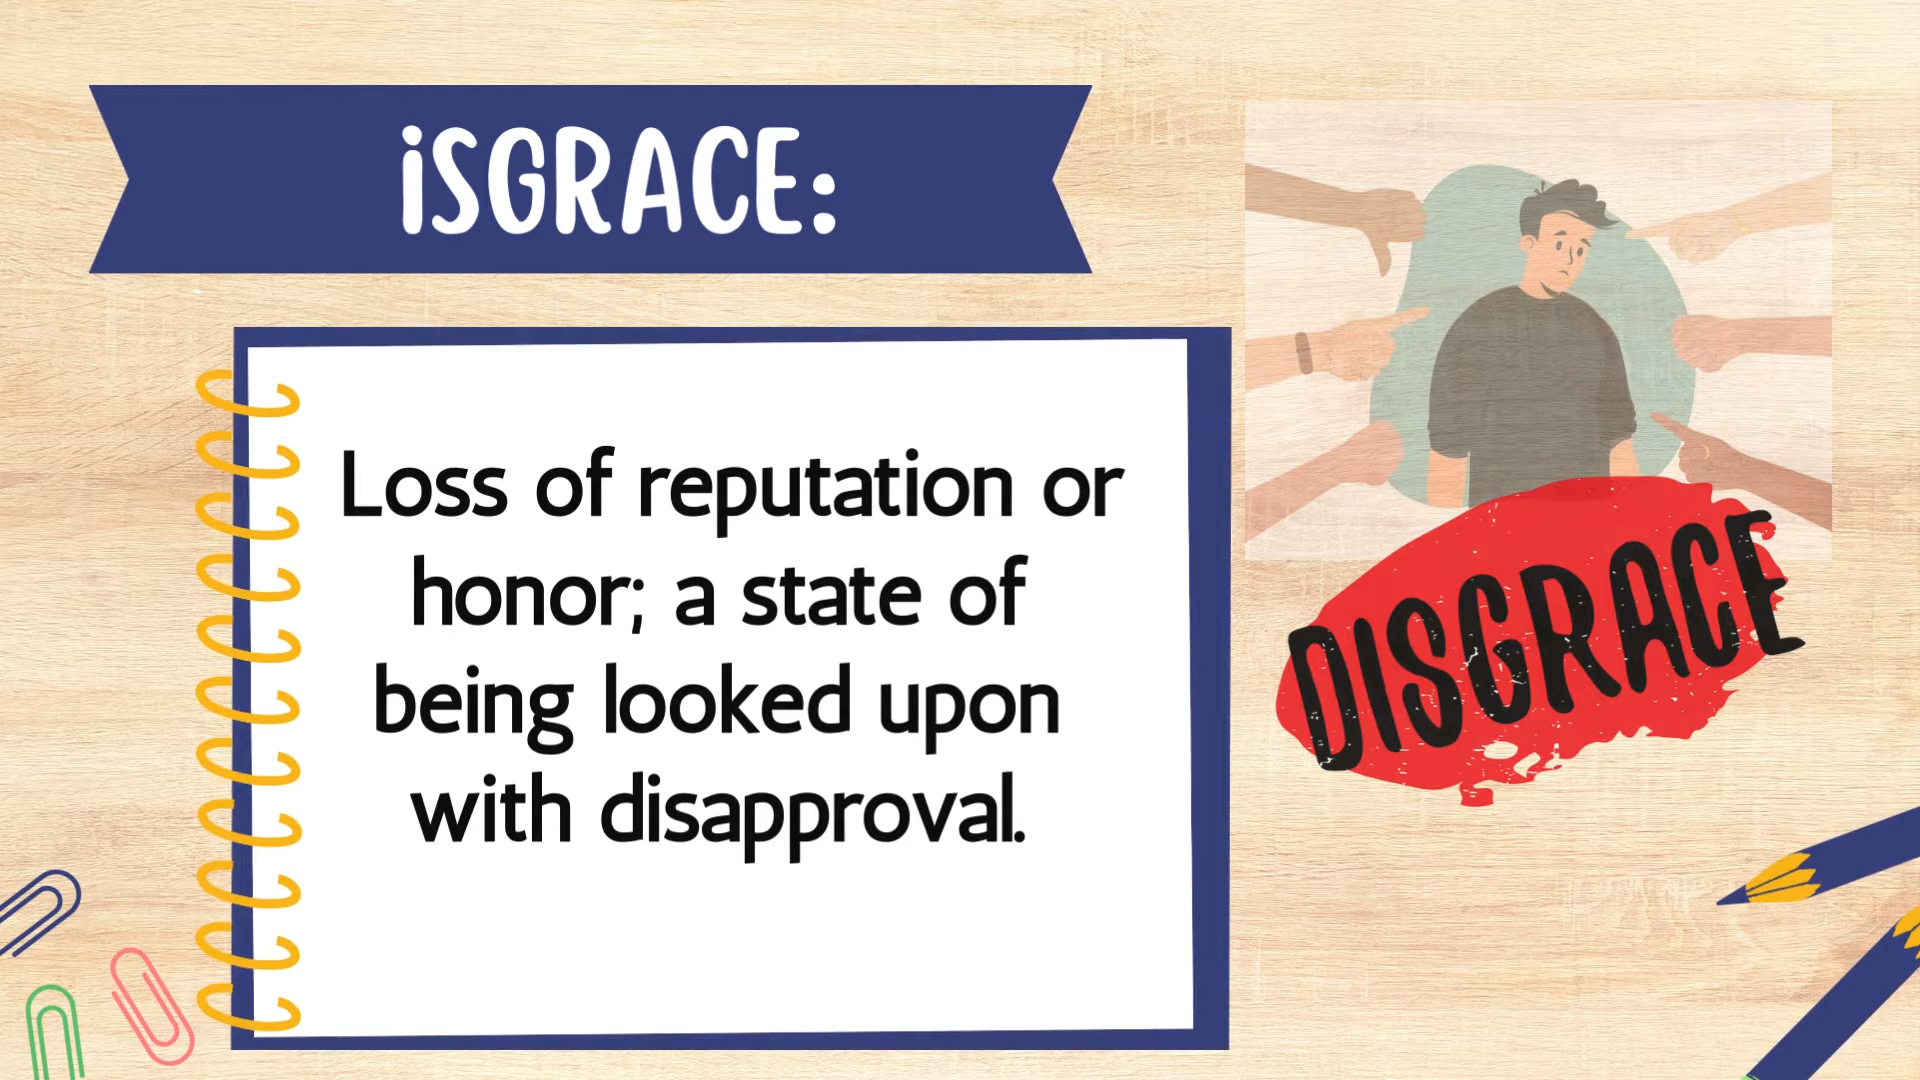 iSGRACE:
Loss of reputation or
honor; a state of
being looked upon
with disapproval.
DISGRACE